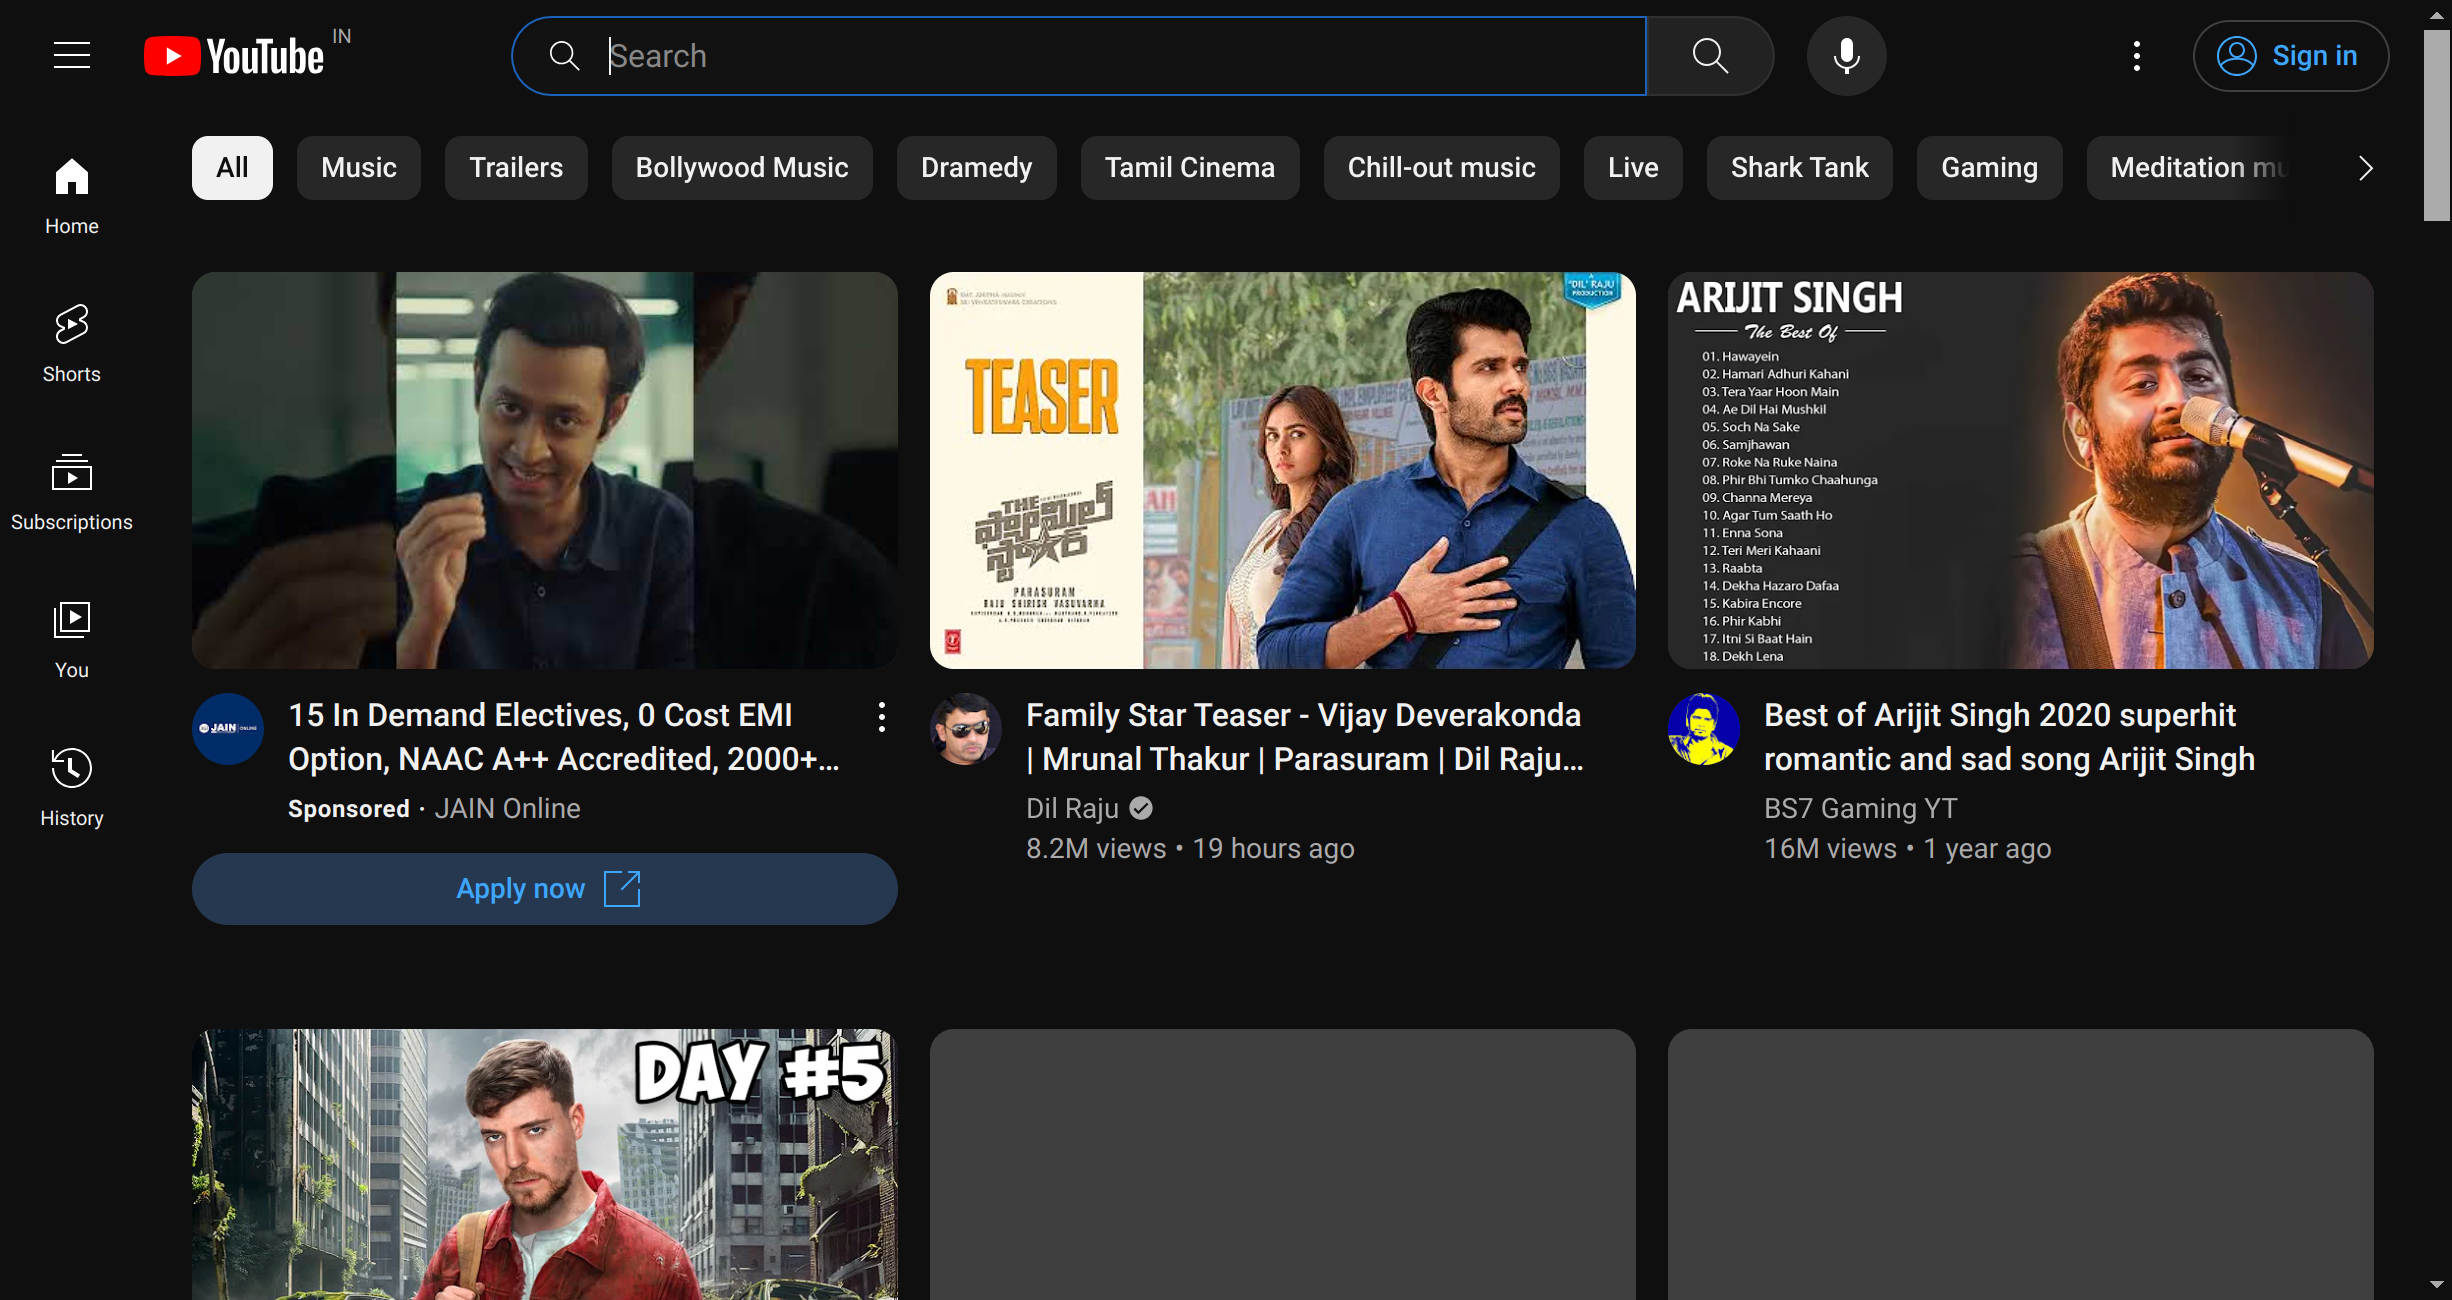 YouTube IN
Search
Sign in
All
Music
Trailers
Bollywood Music
Dramedy
Tamil Cinema
Chill-out music
Live
Shark Tank
Gaming
Meditation mu
Home
Shorts
Subscriptions
You
History
15 In Demand Electives, 0 Cost EMI
Option, NAAC A++ Accredited, 2000+...
Sponsored · JAIN Online
Apply now
JAIN ONLINE
'DIL' RAJU
PRODUCTION
TEASER
THE
ఫ్యామిలీ
స్టార్
PARASURAM
RAJU SHIRISH VASUVARMA
Family Star Teaser - Vijay Deverakonda
| Mrunal Thakur | Parasuram | Dil Raju...
Dil Raju
8.2M views • 19 hours ago
ARIJIT SINGH
The Best Of
01. Hawayein
02. Hamari Adhuri Kahani
03. Tera Yaar Hoon Main
04. Ae Dil Hai Mushkil
05. Soch Na Sake
06. Samjhawan
07. Roke Na Ruke Naina
08. Phir Bhi Tumko Chaahunga
09. Channa Mereya
10. Agar Tum Saath Ho
11. Enna Sona
12. Teri Meri Kahaani
13. Raabta
14. Dekha Hazaro Dafaa
15. Kabira Encore
16. Phir Kabhi
17. Itni Si Baat Hain
18. Dekh Lena
Best of Arijit Singh 2020 superhit
romantic and sad song Arijit Singh
BS7 Gaming YT
16M views • 1 year ago
DAY #5